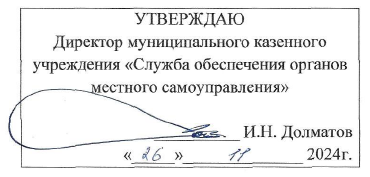 УТВЕРЖДАЮ
Директор муниципального казенного
учреждения «Служба обеспечения органов
местного самоуправления»
И.Н. Долматов
« 26 » 11 2024г.